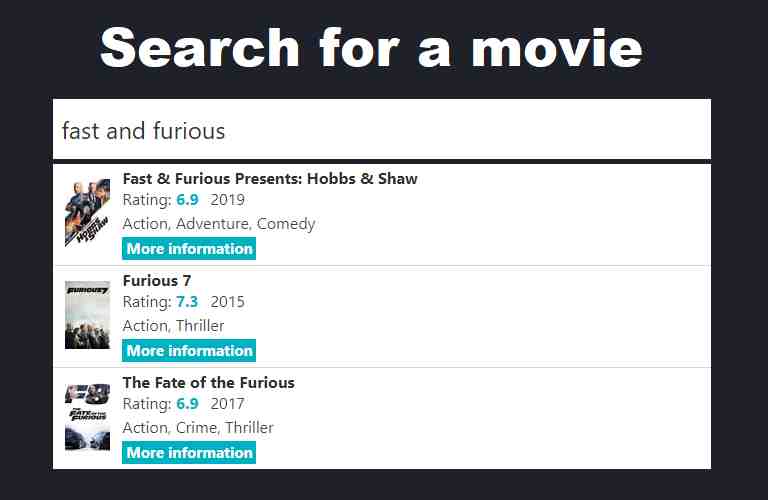 Search for a movie
fast and furious
Fast & Furious Presents: Hobbs & Shaw
Rating: 6.9 2019
Action, Adventure, Comedy
More information
HOBBS
& SHAW
FURIOUS7
Furious 7
Rating: 7.3 2015
Action, Thriller
More information
F8
THE
FATE OF THE
FURIOUS
The Fate of the Furious
Rating: 6.9 2017
Action, Crime, Thriller
More information